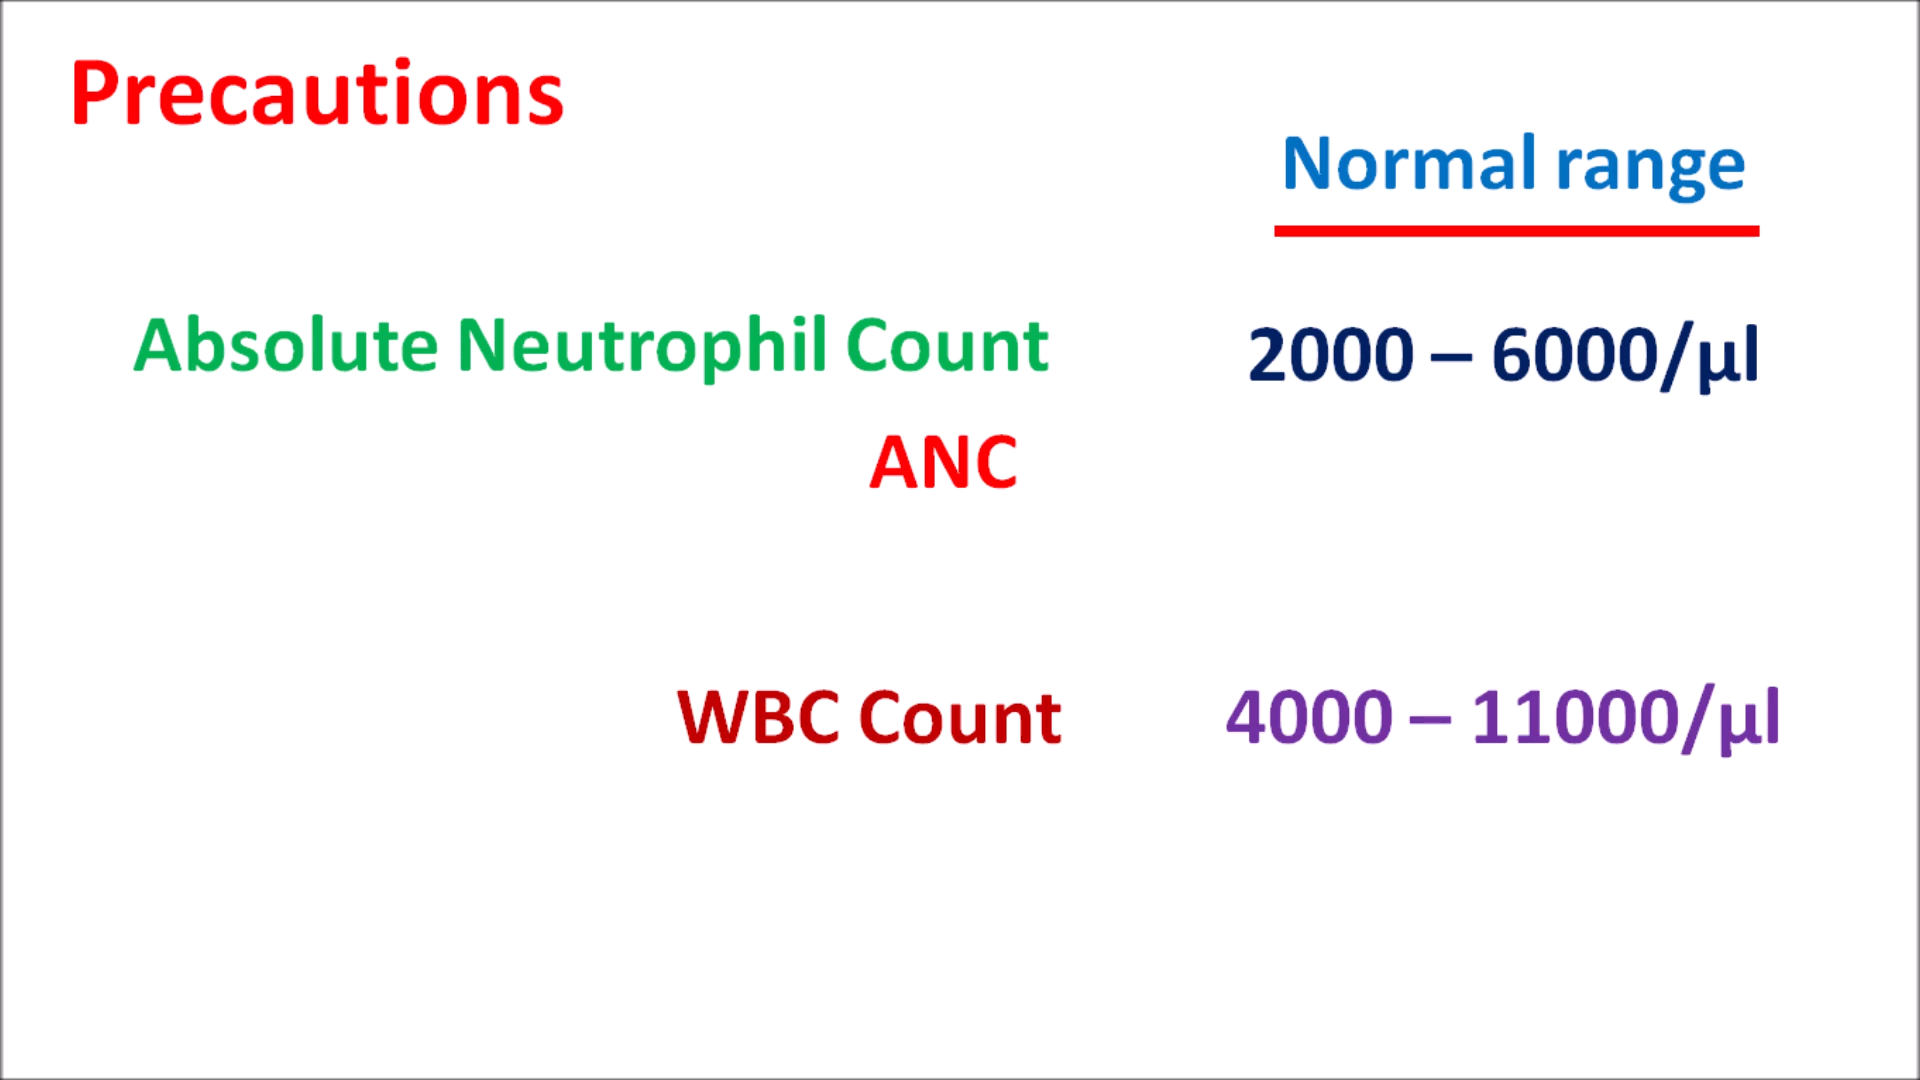 Precautions
Normal range
Absolute Neutrophil Count 2000 – 6000/µl
ANC
WBC Count 4000 – 11000/µl